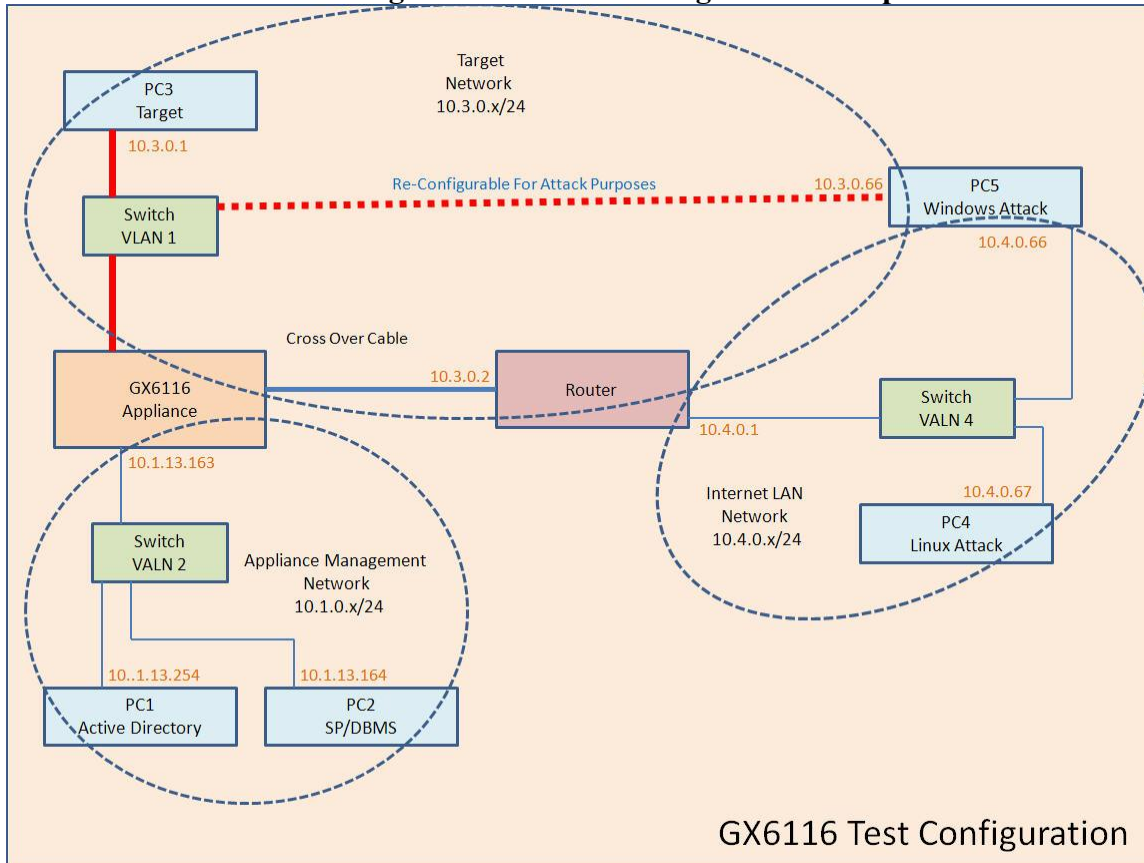 Target
Network
10.3.0.x/24
PC3
Target
10.3.0.1
Re-Configurable For Attack Purposes
10.3.0.66
PC5
Windows Attack
10.4.0.66
Switch
VLAN 1
Cross Over Cable
GX6116
Appliance
10.3.0.2
Router
10.4.0.1
Switch
VALN 4
10.1.13.163
Internet LAN
Network
10.4.0.x/24
10.4.0.67
PC4
Linux Attack
Switch
VALN 2
Appliance Management
Network
10.1.0.x/24
10..1.13.254
10.1.13.164
PC1
Active Directory
PC2
SP/DBMS
GX6116 Test Configuration